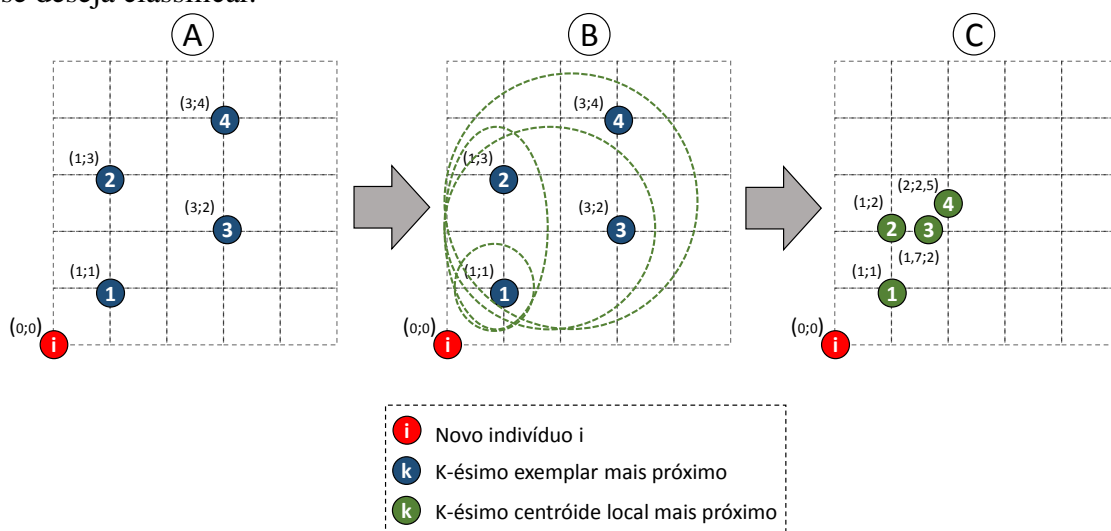 se deseja classificar.
A
B
C
(3;4)
4
(1;3)
2
(3;2)
3
(1;1)
1
(0;0)
i
(3;4)
4
(1;3)
2
(3;2)
3
(1;1)
1
(0;0)
i
(2;2,5)
4
(1;2)
2
3
(1,7;2)
(1;1)
1
(0;0)
i
i Novo indivíduo i
k K-ésimo exemplar mais próximo
k K-ésimo centróide local mais próximo